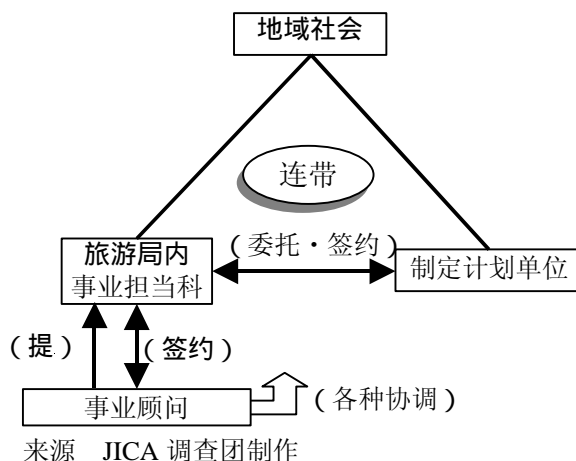 地域社会
连带
（委托·签约）
旅游局内
事业担当科
制定计划单位
（提）
（签约）
事业顾问
（各种协调）
来源 JICA 调查团制作